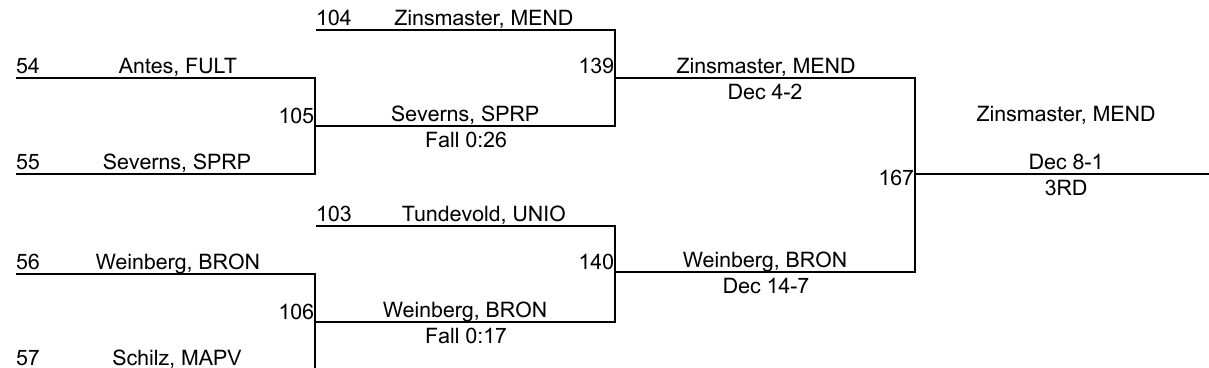 104 Zinsmaster, MEND
54 Antes, FULT
139 Zinsmaster, MEND
Dec 4-2
105 Severns, SPRP
Fall 0:26
Zinsmaster, MEND
55 Severns, SPRP
Dec 8-1
167
3RD
103 Tundevold, UNIO
56 Weinberg, BRON
140 Weinberg, BRON
Dec 14-7
106 Weinberg, BRON
Fall 0:17
57 Schilz, MAPV